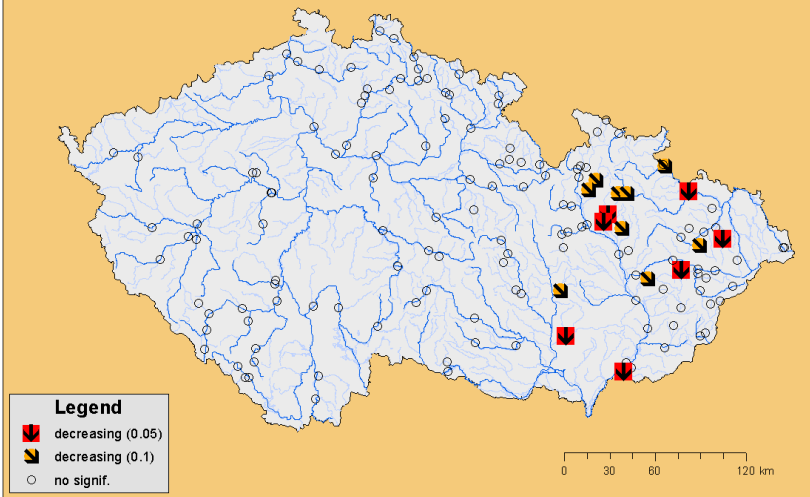 Legend
decreasing (0.05)
decreasing (0.1)
no signif.
0 30 60 120 km